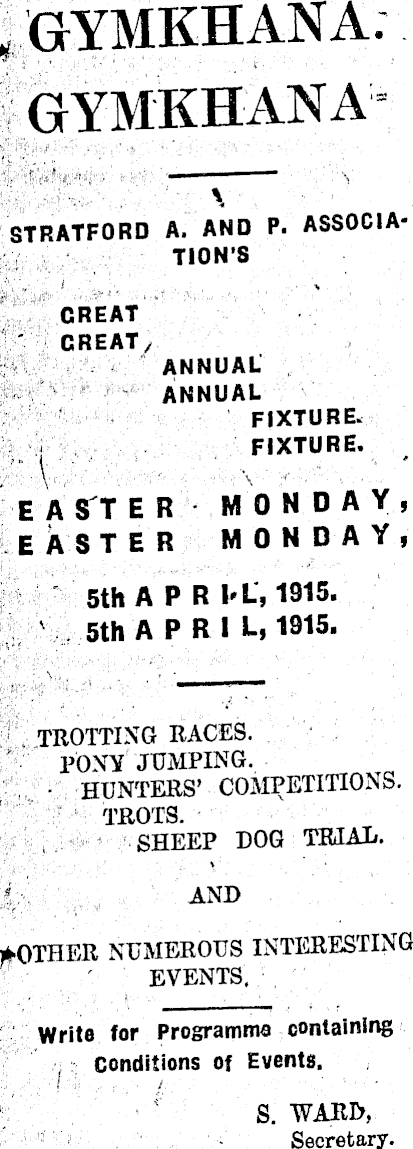 GYMKHANA.
GYMKHANA
STRATFORD A. AND P. ASSOCIA-
TION'S
GREAT
GREAT
ANNUAL
ANNUAL
FIXTURE.
FIXTURE.
EASTER MONDAY,
EASTER MONDAY,
5th APRIL, 1915.
5th APRIL, 1915.
TROTTING RACES.
PONY JUMPING.
HUNTERS' COMPETITIONS.
TROTS.
SHEEP DOG TRIAL.
AND
OTHER NUMEROUS INTERESTING
EVENTS.
Write for Programme containing
Conditions of Events.
S. WARD,
Secretary.